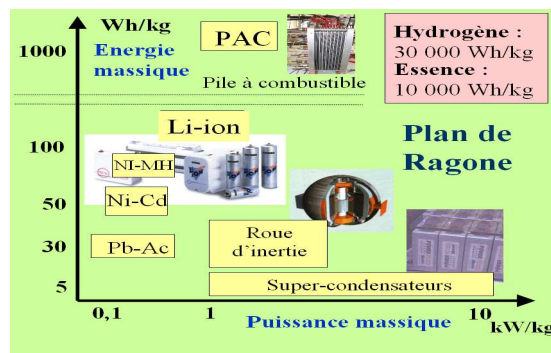 Wh/kg
1000
Energie
massique
PAC
Pile à combustible
Hydrogène :
30 000 Wh/kg
Essence :
10 000 Wh/kg
Li-ion
100
NI-MH
Plan de
Ragone
50
Ni-Cd
30
Pb-Ac
Roue
d’inertie
5
Super-condensateurs
0,1
1
Puissance massique
10
kW/kg